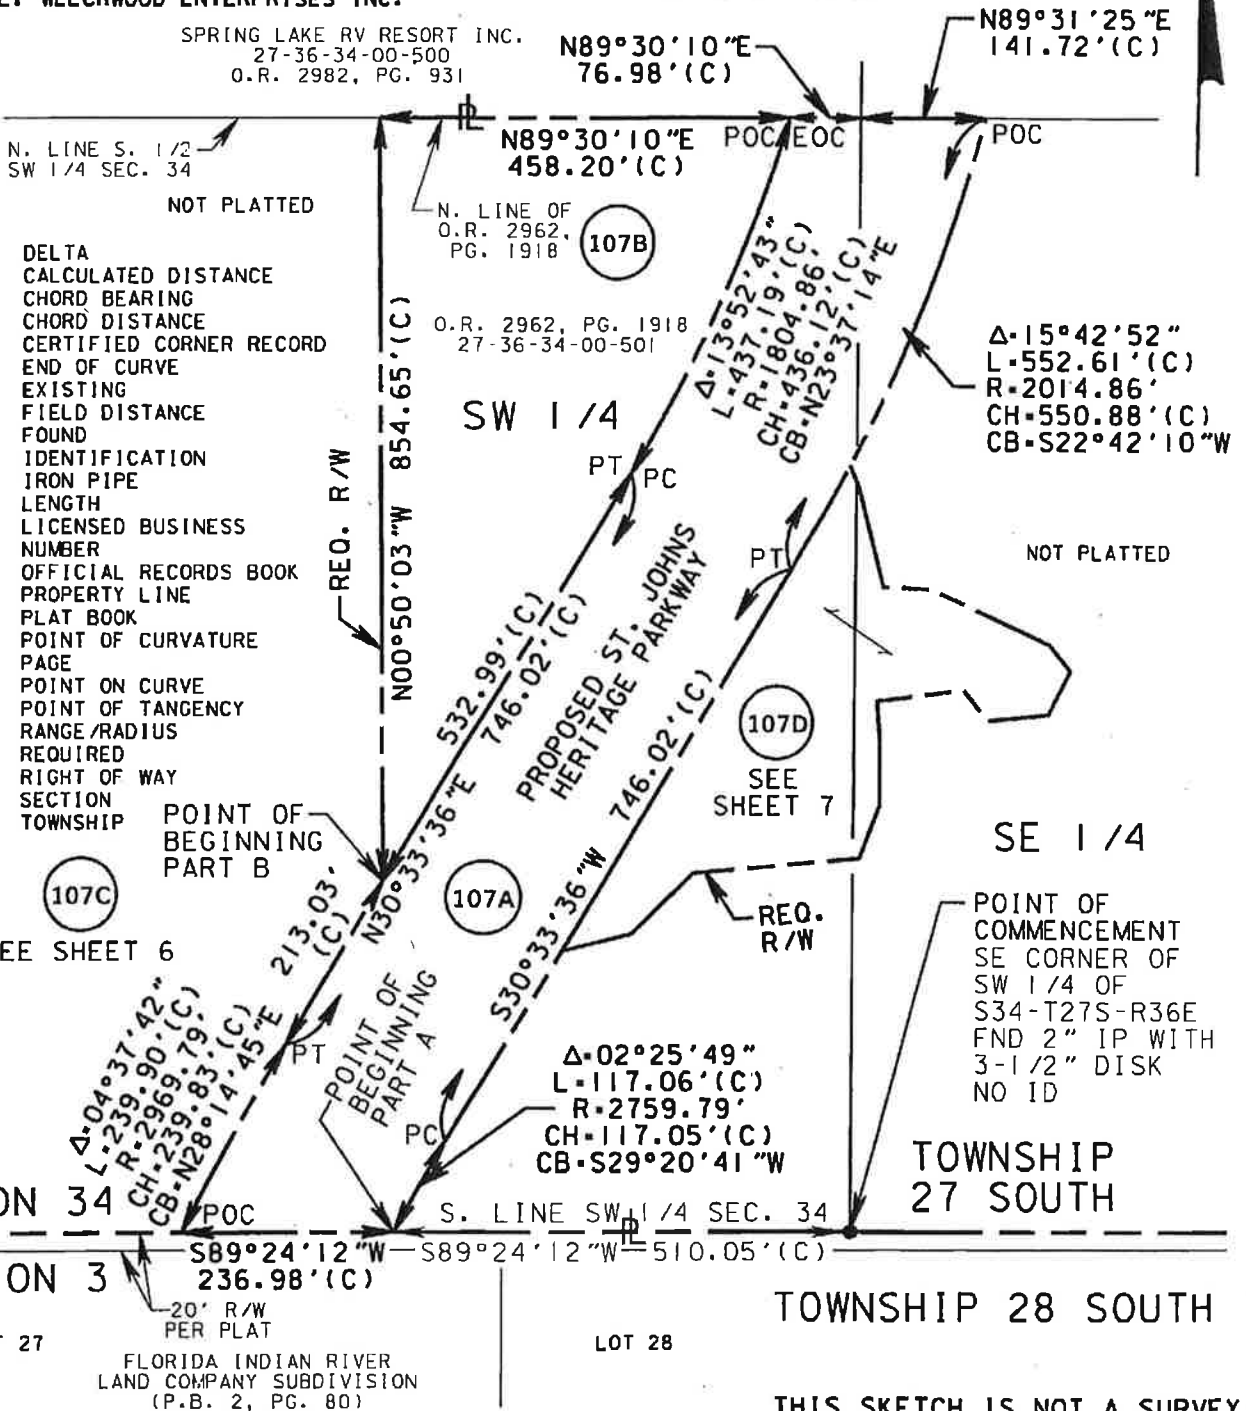 WEECHWOOD ENTERPRISES INC.
SPRING LAKE RV RESORT INC.
27-36-34-00-500
O.R. 2982, PG. 931
N89°30'10"E
76.98'(C)
N89°31'25"E
141.72'(C)
N. LINE S. 1/2
SW 1/4 SEC. 34
N89°30'10"E
458.20'(C)
POC
EOC
POC
NOT PLATTED
N. LINE OF
O.R. 2962,
PG. 1918
107B
O.R. 2962, PG. 1918
27-36-34-00-501
DELTA
CALCULATED DISTANCE
CHORD BEARING
CHORD DISTANCE
CERTIFIED CORNER RECORD
END OF CURVE
EXISTING
FIELD DISTANCE
FOUND
IDENTIFICATION
IRON PIPE
LENGTH
LICENSED BUSINESS
NUMBER
OFFICIAL RECORDS BOOK
PROPERTY LINE
PLAT BOOK
POINT OF CURVATURE
PAGE
POINT ON CURVE
POINT OF TANGENCY
RANGE/RADIUS
REQUIRED
RIGHT OF WAY
SECTION
TOWNSHIP
REQ. R/W
N00°50'03"W 854.65'(C)
SW 1/4
Δ=13°52'43"
L=437.19'(C)
R=1804.86'
CH=436.12'(C)
CB=N23°37'14"E
Δ=15°42'52"
L=552.61'(C)
R=2014.86'
CH=550.88'(C)
CB=S22°42'10"W
PT
PC
PT
NOT PLATTED
532.99'(C)
746.02'(C)
PROPOSED ST. JOHNS
HERITAGE PARKWAY
746.02'(C)
107D
SEE
SHEET 7
SE 1/4
POINT OF
BEGINNING
PART B
107C
EE SHEET 6
213.03'
(C)
N30°33'36"E
107A
S30°33'36"W
REQ.
R/W
POINT OF
COMMENCEMENT
SE CORNER OF
SW 1/4 OF
S34-T27S-R36E
FND 2" IP WITH
3-1/2" DISK
NO ID
Δ=04°37'42"
L=239.90'(C)
R=2969.79'
CH=239.83'(C)
CB=N28°14'45"E
PT
POINT OF
BEGINNING
PART A
PC
Δ=02°25'49"
L=117.06'(C)
R=2759.79'
CH=117.05'(C)
CB=S29°20'41"W
TOWNSHIP
27 SOUTH
ON 34
POC
S. LINE SW 1/4 SEC. 34
S89°24'12"W
236.98'(C)
S89°24'12"W 510.05'(C)
ON 3
20' R/W
PER PLAT
TOWNSHIP 28 SOUTH
27
LOT 28
FLORIDA INDIAN RIVER
LAND COMPANY SUBDIVISION
(P.B. 2, PG. 80)
THIS SKETCH IS NOT A SURVEY